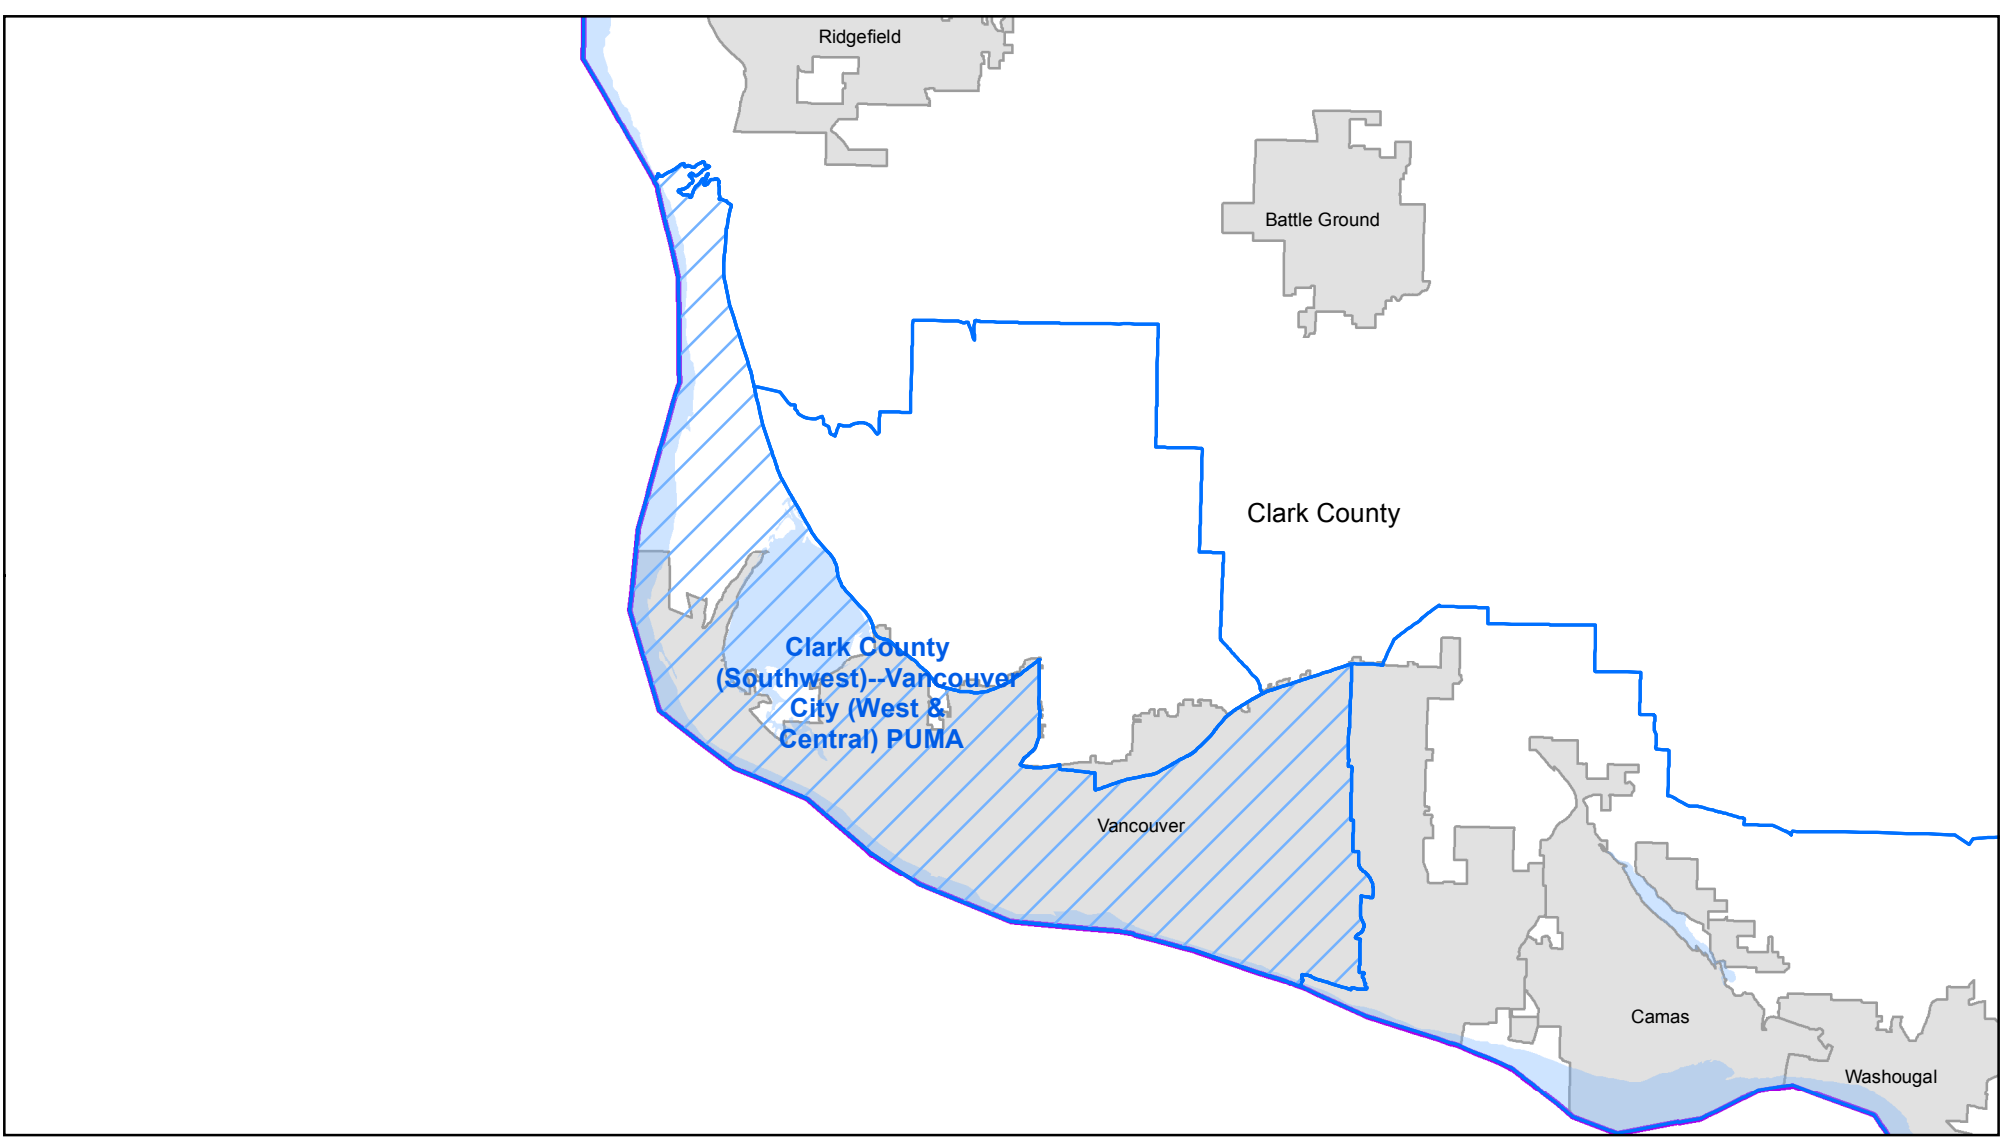 Ridgefield
Battle Ground
Clark County
Clark County
(Southwest)--Vancouver
City (West &
Central) PUMA
Vancouver
Camas
Washougal